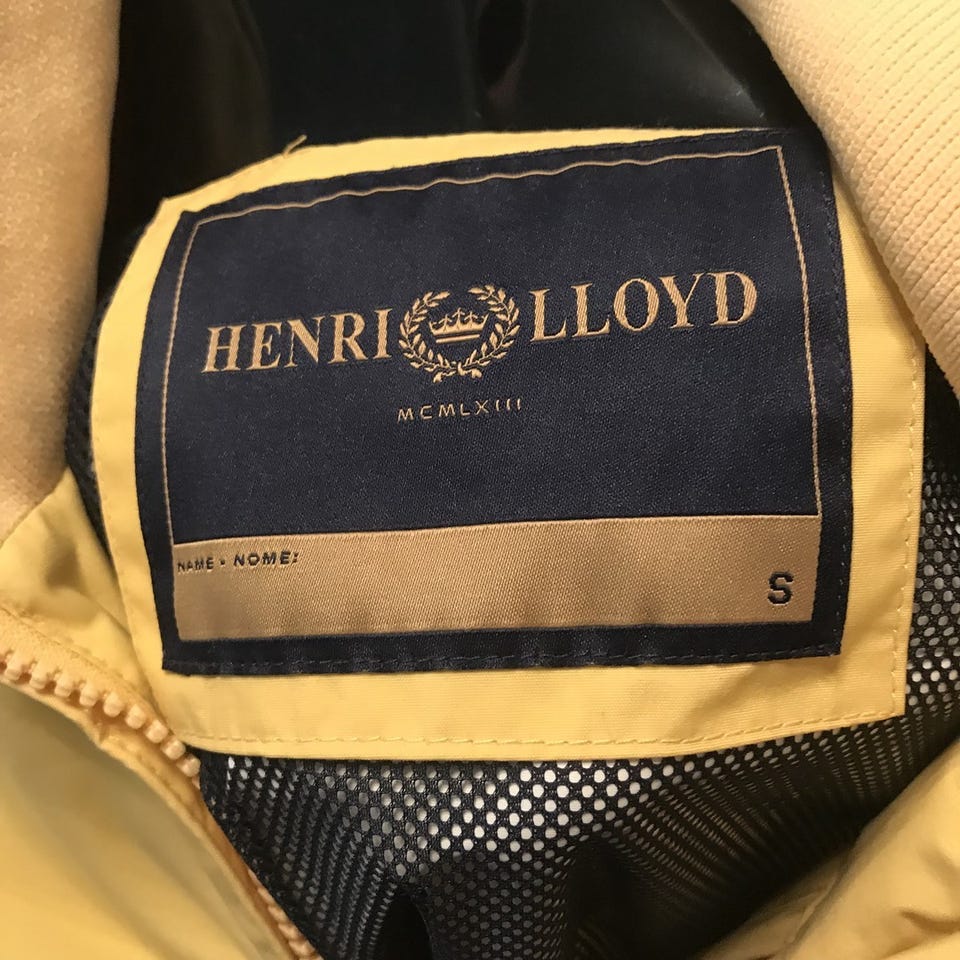 HENRI LLOYD
MCMLXIII
NAME • NOME:
S